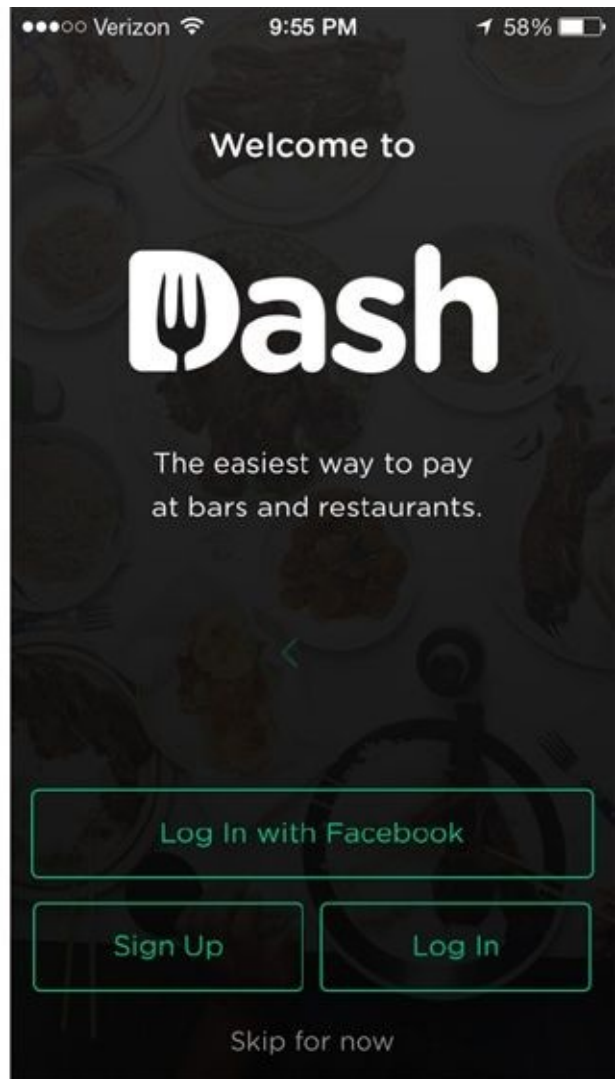 Verizon 9:55 PM 58%
Welcome to
Dash
The easiest way to pay
at bars and restaurants.
Log In with Facebook
Sign Up Log In
Skip for now